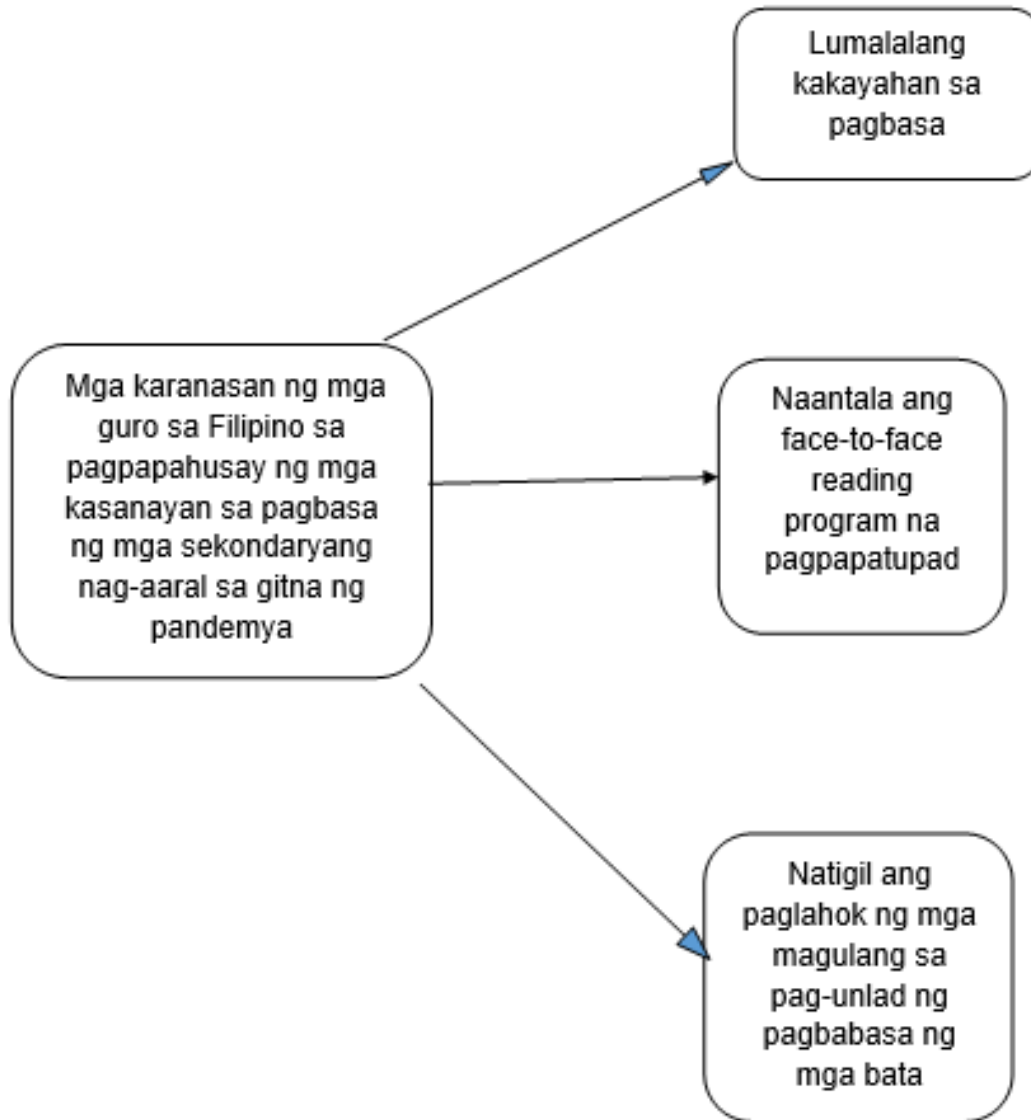 Lumalalang
kakayahan sa
pagbasa
Mga karanasan ng mga
guro sa Filipino sa
pagpapahusay ng mga
kasanayan sa pagbasa
ng mga sekondaryang
nag-aaral sa gitna ng
pandemya
Naantala ang
face-to-face
reading
program na
pagpapatupad
Natigil ang
paglahok ng mga
magulang sa
pag-unlad ng
pagbabasa ng
mga bata